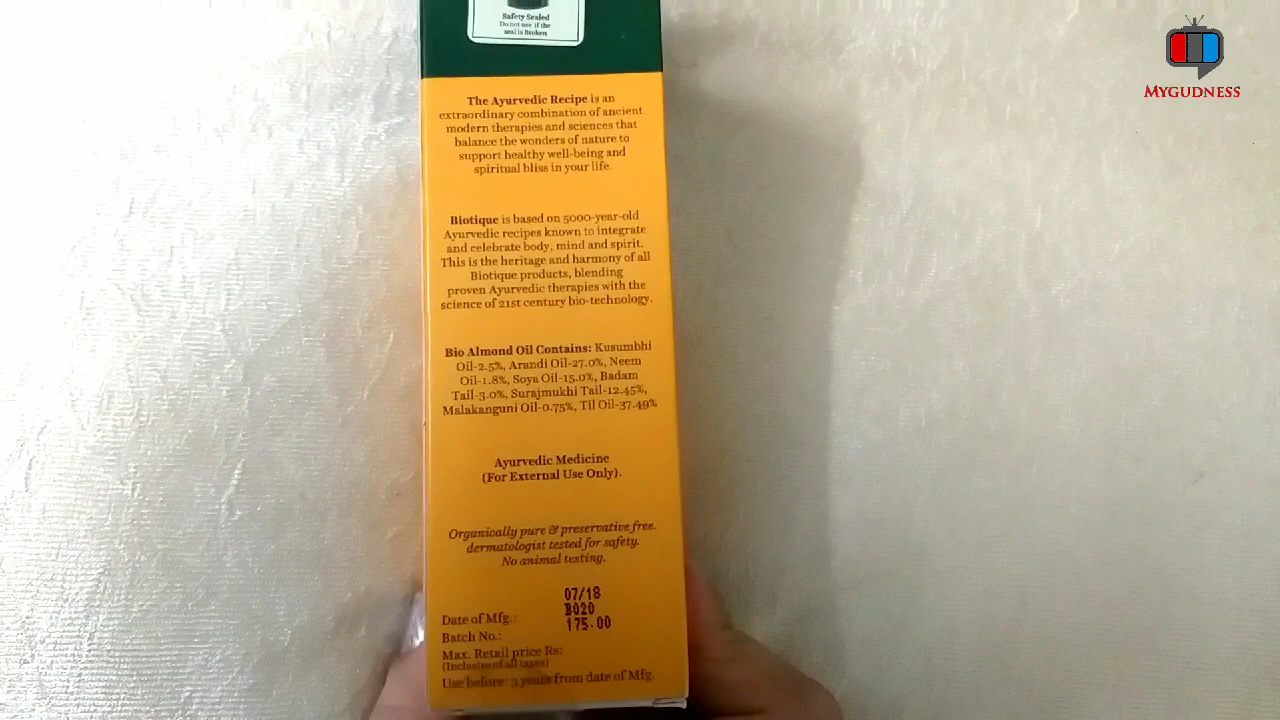 Safety Sealed
Do not use if the
seal is Broken
MYGUDNESS
The Ayurvedic Recipe is an
extraordinary combination of ancient
modern therapies and sciences that
balance the wonders of nature to
support healthy well-being and
spiritual bliss in your life.
Biotique is based on 5000-year-old
Ayurvedic recipes known to integrate
and celebrate body, mind and spirit.
This is the heritage and harmony of all
Biotique products, blending
proven Ayurvedic therapies with the
science of 21st century bio-technology.
Bio Almond Oil Contains: Kusumbhi
Oil-2.5%, Arandi Oil-27.0%, Neem
Oil-1.8%, Soya Oil-15.0%, Badam
Tail-3.0%, Surajmukhi Tail-12.45%,
Malakanguni Oil-0.75%, Til Oil-37.49%
Ayurvedic Medicine
(For External Use Only).
Organically pure & preservative free.
dermatologist tested for safety.
No animal testing.
07/18
B020
175.00
Date of Mfg.:
Batch No.:
Max. Retail price Rs:
(Inclusive of all taxes)
Use before: 3 years from date of Mfg.